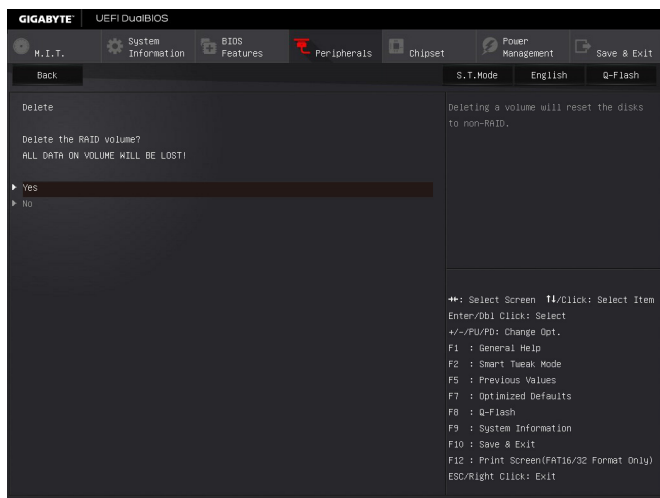 GIGABYTE™ UEFI DualBIOS
M.I.T.
System Information
BIOS Features
Peripherals
Chipset
Power Management
Save & Exit
Back
S.T.Mode English Q-Flash
Delete
Delete the RAID volume?
ALL DATA ON VOLUME WILL BE LOST!
Yes
No
Deleting a volume will reset the disks
to non-RAID.
→←: Select Screen ↑↓/Click: Select Item
Enter/Dbl Click: Select
+/-/PU/PD: Change Opt.
F1 : General Help
F2 : Smart Tweak Mode
F5 : Previous Values
F7 : Optimized Defaults
F8 : Q-Flash
F9 : System Information
F10 : Save & Exit
F12 : Print Screen(FAT16/32 Format Only)
ESC/Right Click: Exit